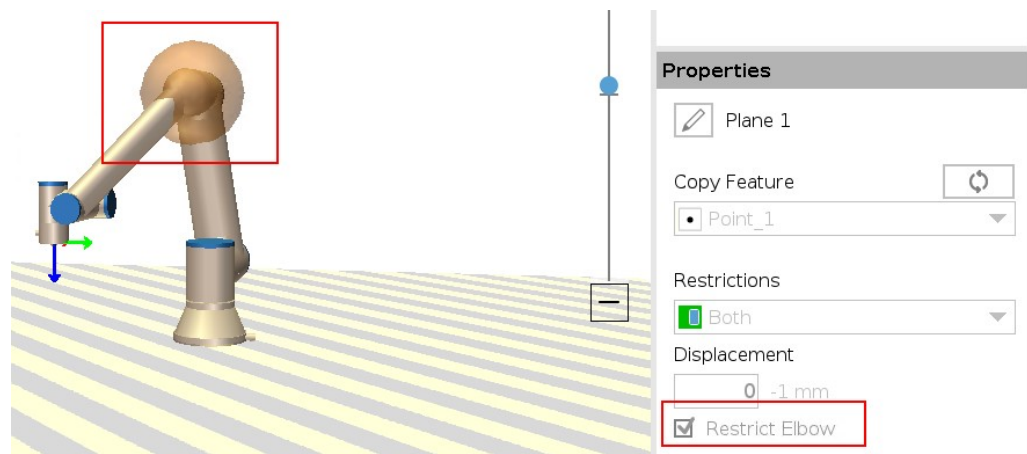 Properties
Plane 1
Copy Feature
Point_1
Restrictions
Both
Displacement
0 -1 mm
Restrict Elbow